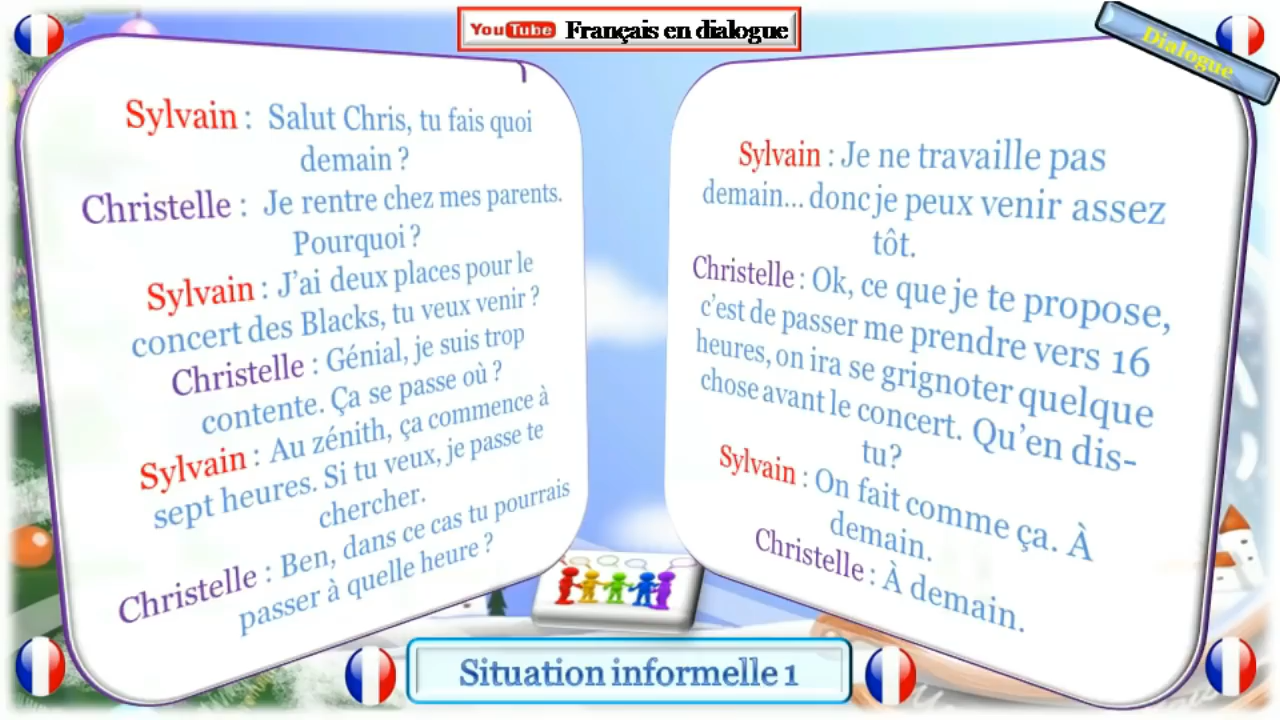 YouTube Français en dialogue
Dialogue
Sylvain : Salut Chris, tu fais quoi
demain ?
Christelle : Je rentre chez mes parents.
Pourquoi ?
Sylvain : J'ai deux places pour le
concert des Blacks, tu veux venir ?
Christelle : Génial, je suis trop
contente. Ça se passe où ?
Sylvain : Au zénith, ça commence à
sept heures. Si tu veux, je passe te
chercher.
Christelle : Ben, dans ce cas tu pourrais
passer à quelle heure ?
Sylvain : Je ne travaille pas
demain... donc je peux venir assez
tôt.
Christelle : Ok, ce que je te propose,
c'est de passer me prendre vers 16
heures, on ira se grignoter quelque
chose avant le concert. Qu'en dis-
tu?
Sylvain : On fait comme ça. À
demain.
Christelle : À demain.
Situation informelle 1